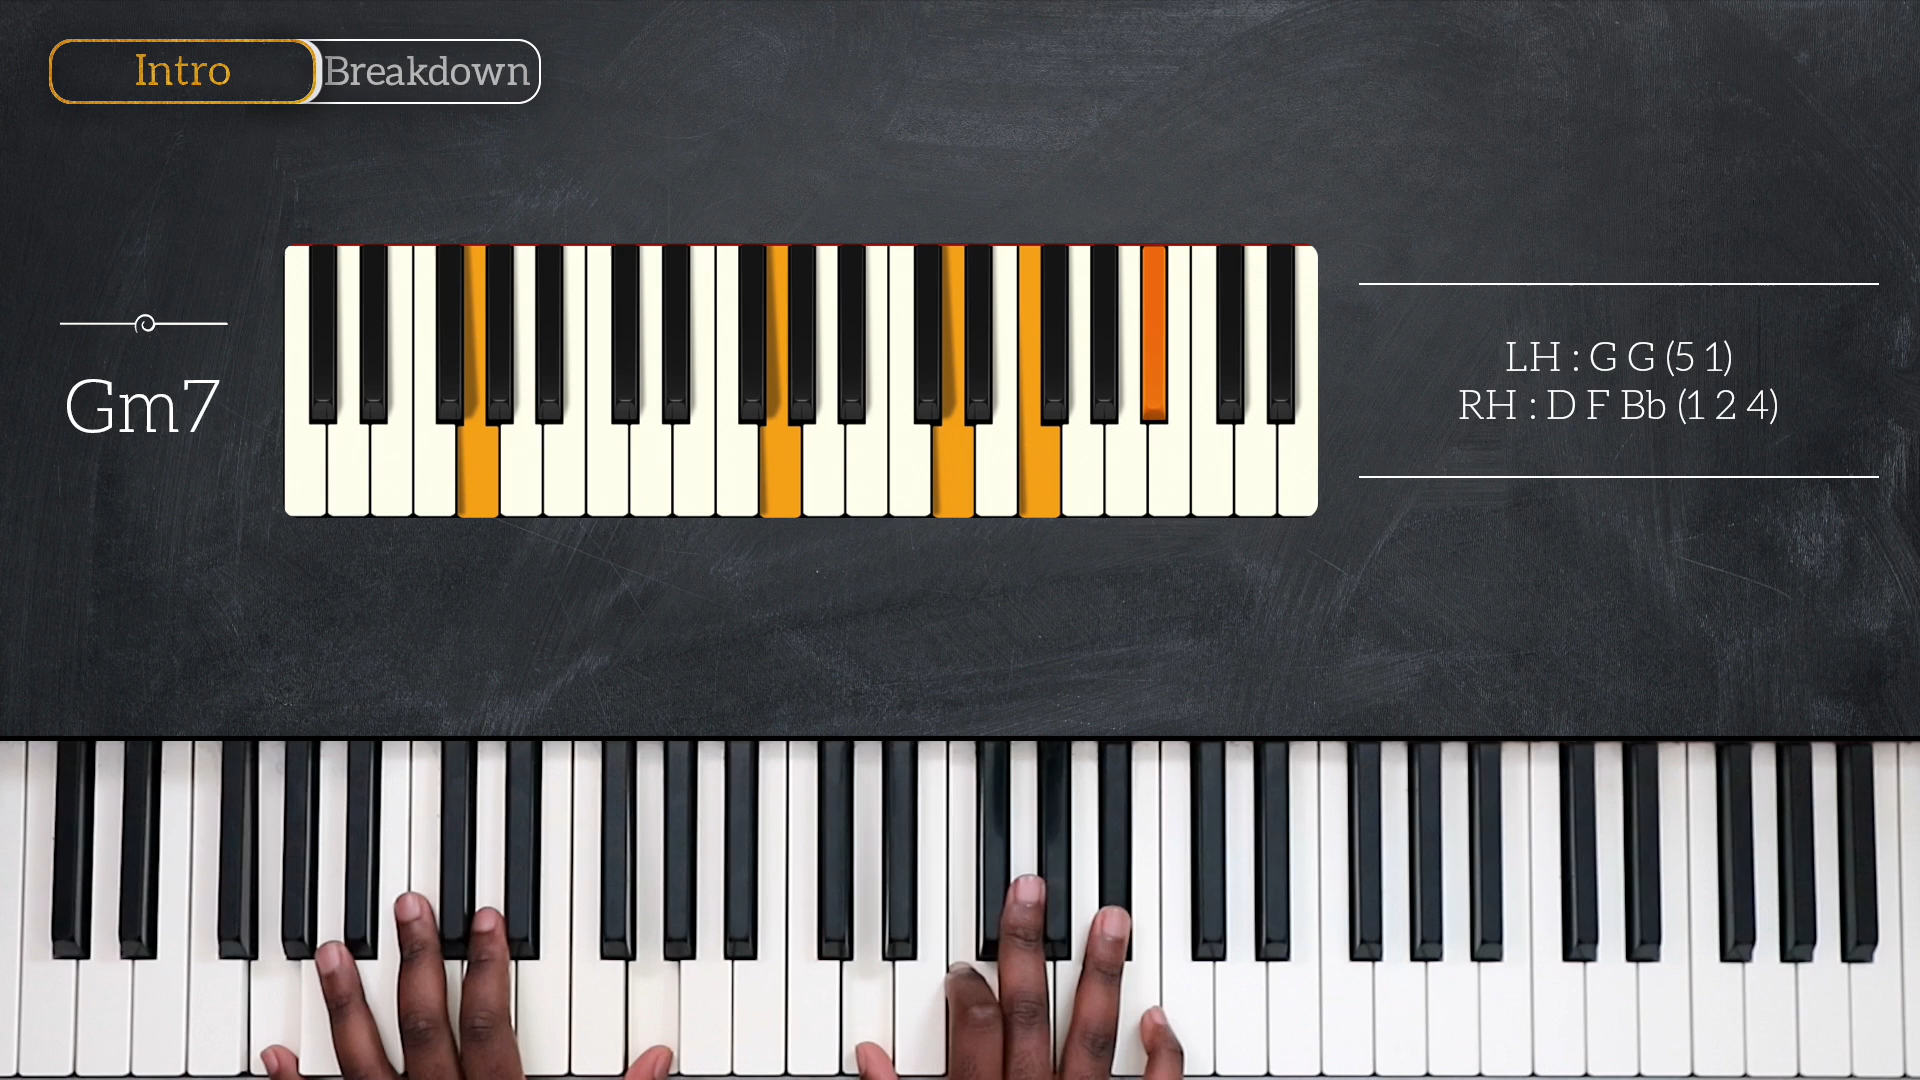 Intro Breakdown
Gm7
LH : G G (5 1)
RH : D F Bb (1 2 4)